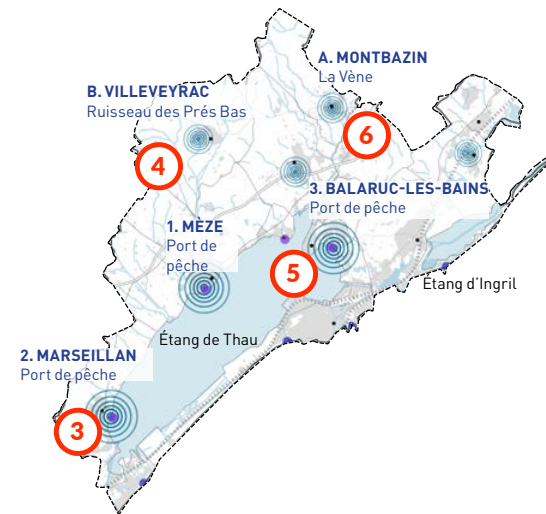 A. MONTBAZIN
La Vène
B. VILLEVEYRAC
Ruisseau des Prés Bas
6
4
3. BALARUC-LES-BAINS
Port de pêche
1. MÈZE
Port de
pêche
5
Étang d'Ingril
Étang de Thau
2. MARSEILLAN
Port de pêche
3